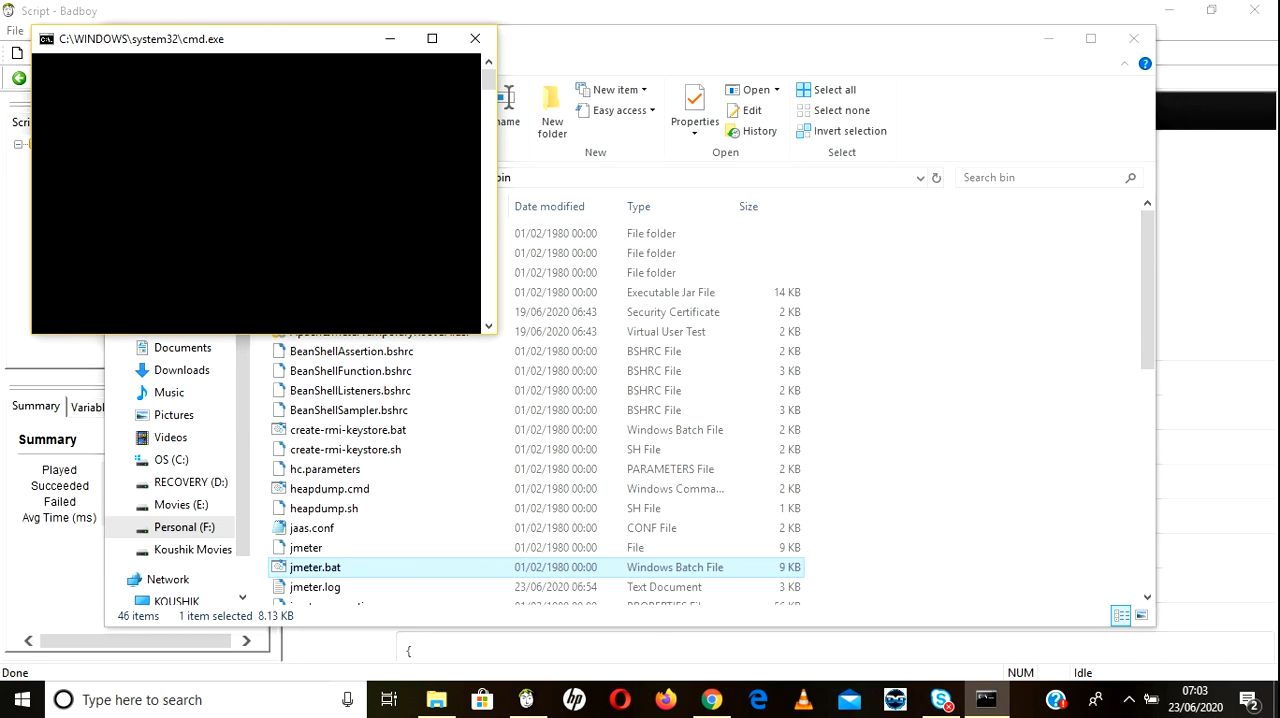 Script - Badboy
File
C:\WINDOWS\system32\cmd.exe
name
New folder
New item
Easy access
New
Properties
Open
Edit
History
Open
Select all
Select none
Invert selection
Select
Scri
bin
Search bin
Date modified Type Size
01/02/1980 00:00 File folder
01/02/1980 00:00 File folder
01/02/1980 00:00 File folder
01/02/1980 00:00 Executable Jar File 14 KB
19/06/2020 06:43 Security Certificate 2 KB
19/06/2020 06:43 Virtual User Test 2 KB
BeanShellAssertion.bshrc 01/02/1980 00:00 BSHRC File 2 KB
BeanShellFunction.bshrc 01/02/1980 00:00 BSHRC File 3 KB
BeanShellListeners.bshrc 01/02/1980 00:00 BSHRC File 2 KB
BeanShellSampler.bshrc 01/02/1980 00:00 BSHRC File 3 KB
create-rmi-keystore.bat 01/02/1980 00:00 Windows Batch File 2 KB
create-rmi-keystore.sh 01/02/1980 00:00 SH File 2 KB
hc.parameters 01/02/1980 00:00 PARAMETERS File 2 KB
heapdump.cmd 01/02/1980 00:00 Windows Comma... 2 KB
heapdump.sh 01/02/1980 00:00 SH File 1 KB
jaas.conf 01/02/1980 00:00 CONF File 2 KB
jmeter 01/02/1980 00:00 File 9 KB
jmeter.bat 01/02/1980 00:00 Windows Batch File 9 KB
jmeter.log 23/06/2020 06:54 Text Document 3 KB
Documents
Downloads
Music
Pictures
Videos
OS (C:)
RECOVERY (D:)
Movies (E:)
Personal (F:)
Koushik Movies
Network
KOUSHIK
46 items 1 item selected 8.13 KB
Summary Variabl
Summary
Played
Succeeded
Failed
Avg Time (ms)
{
Done NUM Idle
Type here to search
07:03
23/06/2020
2